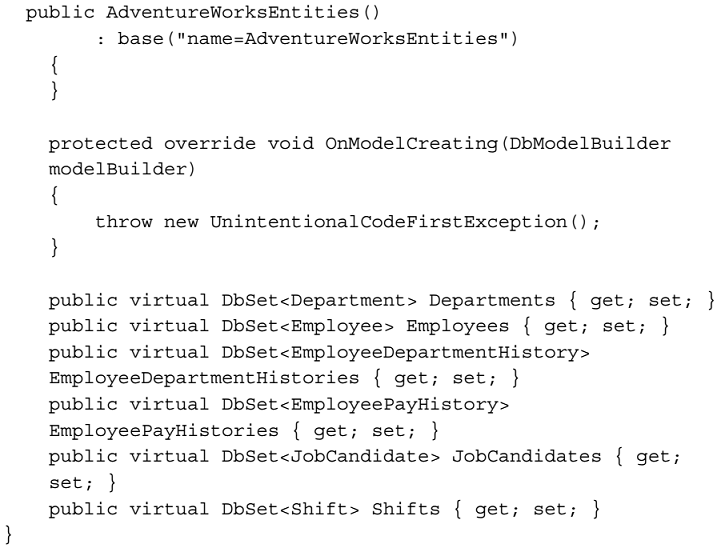 public AdventureWorksEntities()
: base("name=AdventureWorksEntities")
{
}
protected override void OnModelCreating(DbModelBuilder
modelBuilder)
{
throw new UnintentionalCodeFirstException();
}
public virtual DbSet<Department> Departments { get; set; }
public virtual DbSet<Employee> Employees { get; set; }
public virtual DbSet<EmployeeDepartmentHistory>
EmployeeDepartmentHistories { get; set; }
public virtual DbSet<EmployeePayHistory>
EmployeePayHistories { get; set; }
public virtual DbSet<JobCandidate> JobCandidates { get;
set; }
public virtual DbSet<Shift> Shifts { get; set; }
}